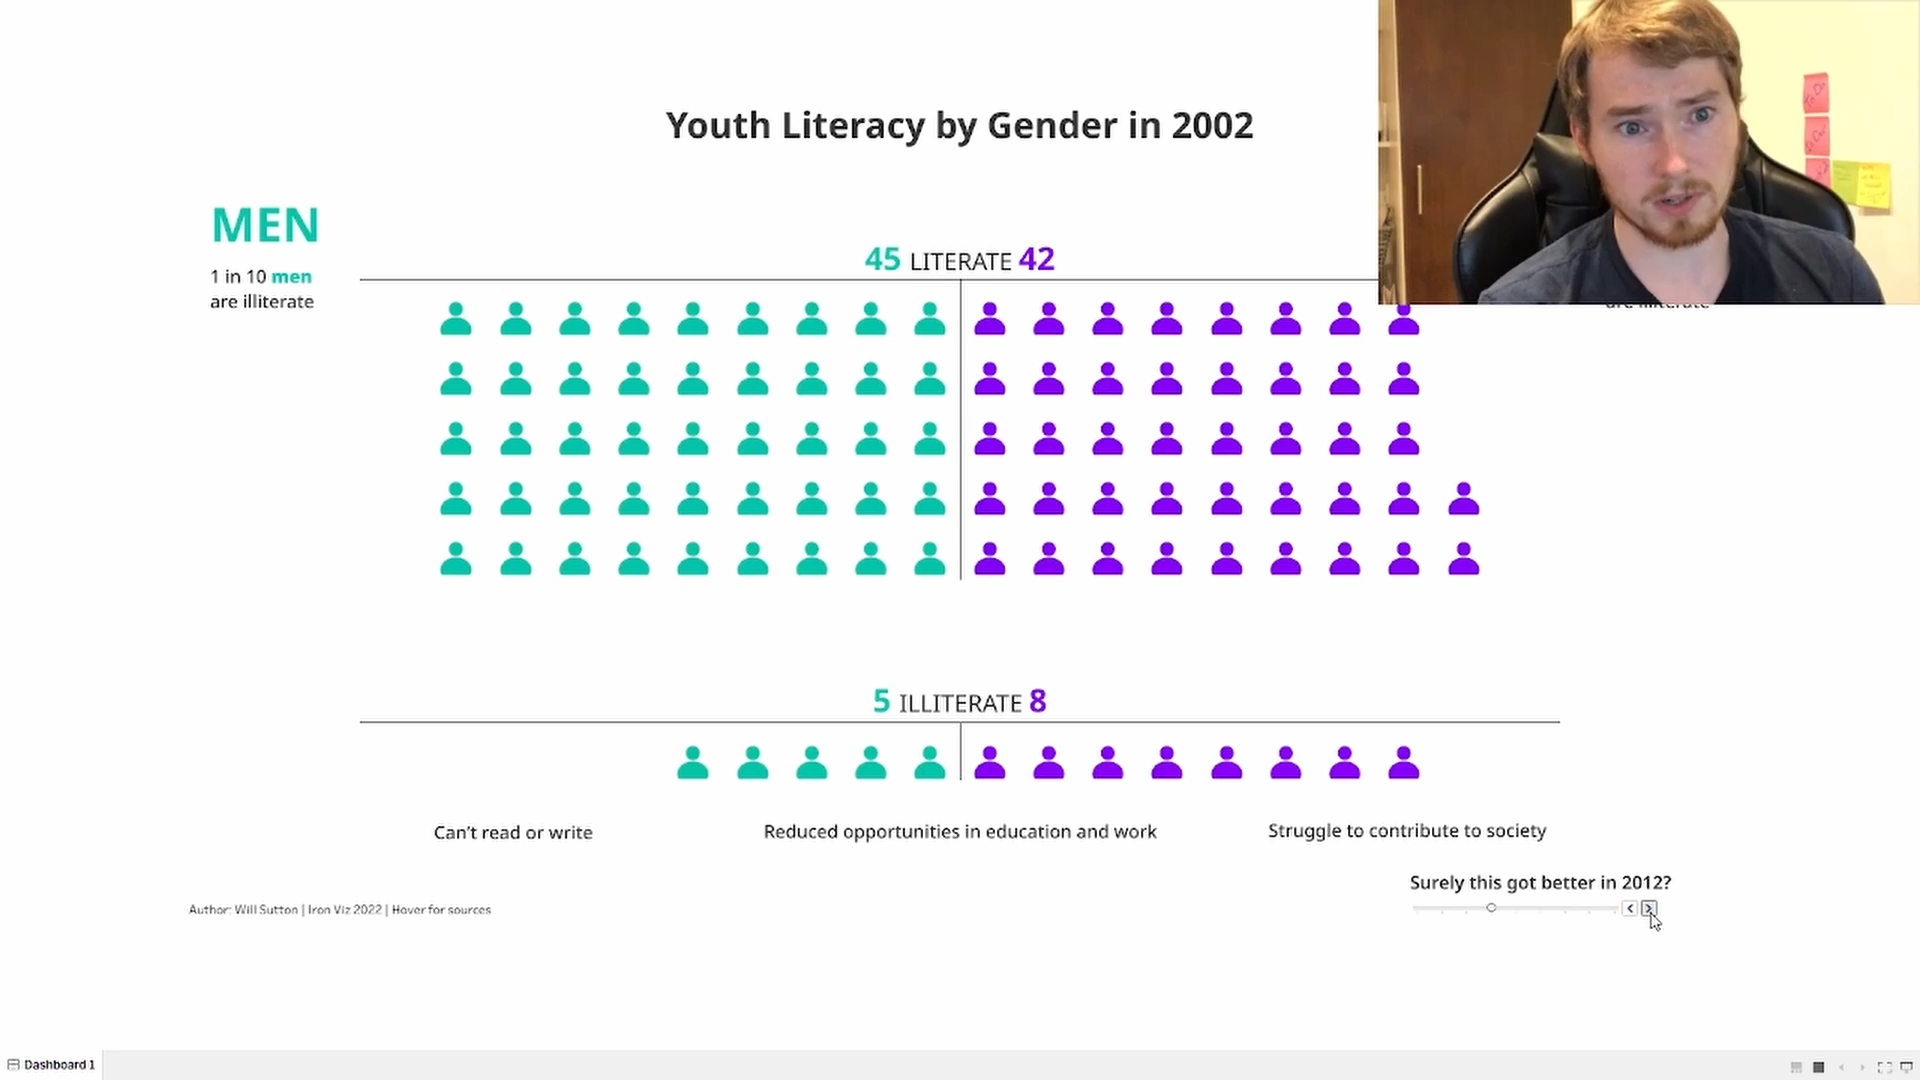 Youth Literacy by Gender in 2002
MEN
1 in 10 men
are illiterate
are illiterate
45 LITERATE 42
5 ILLITERATE 8
Can't read or write
Reduced opportunities in education and work
Struggle to contribute to society
Surely this got better in 2012?
Author: Will Sutton | Iron Viz 2022 | Hover for sources
Dashboard 1